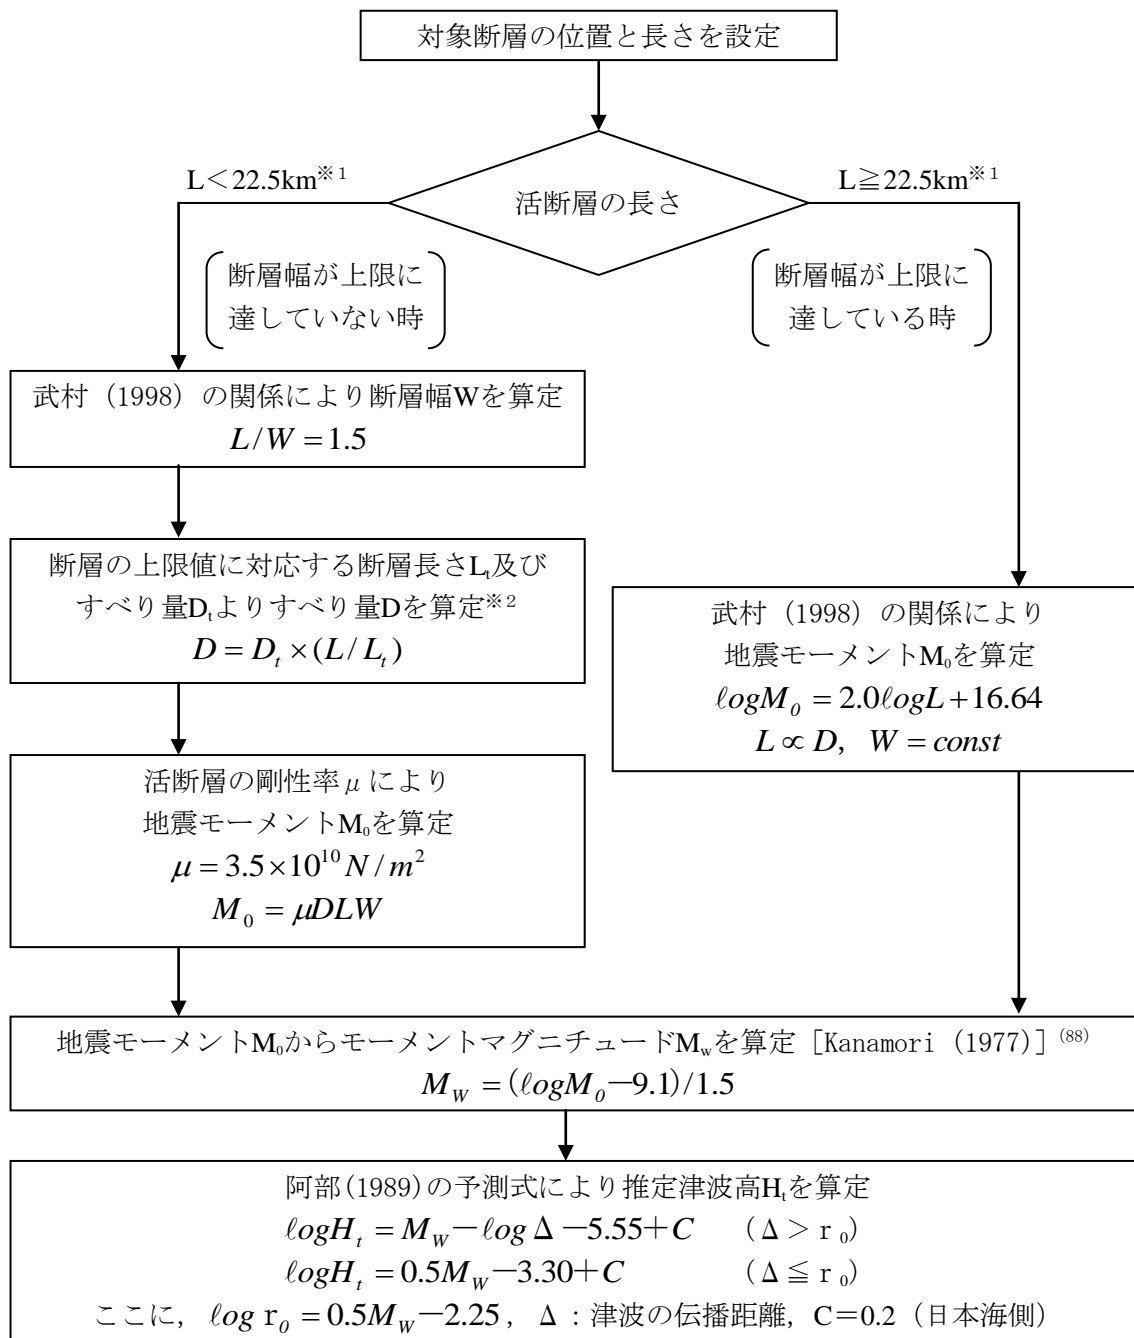 対象断層の位置と長さを設定
L<22.5km※1
活断層の長さ
L≧22.5km※1
断層幅が上限に
達していない時
断層幅が上限に
達している時
武村（1998）の関係により断層幅Wを算定
L/W=1.5
断層の上限値に対応する断層長さLt及び
すべり量DtよりすべりDを算定※2
D=Dt×(L/Lt)
活断層の剛性率μにより
地震モーメントM0を算定
μ=3.5×10^10 N/m^2
M0=μDLW
武村（1998）の関係により
地震モーメントM0を算定
ℓogM0=2.0ℓogL+16.64
L∝D, W=const
地震モーメントM0からモーメントマグニチュードMwを算定［Kanamori（1977)］(88)
MW=(ℓogM0-9.1)/1.5
阿部(1989)の予測式により推定津波高Htを算定
ℓogHt=MW-ℓogΔ-5.55+C （Δ>r0）
ℓogHt=0.5MW-3.30+C （Δ≦r0）
ここに，ℓog r0=0.5MW-2.25，Δ：津波の伝播距離，C=0.2（日本海側）